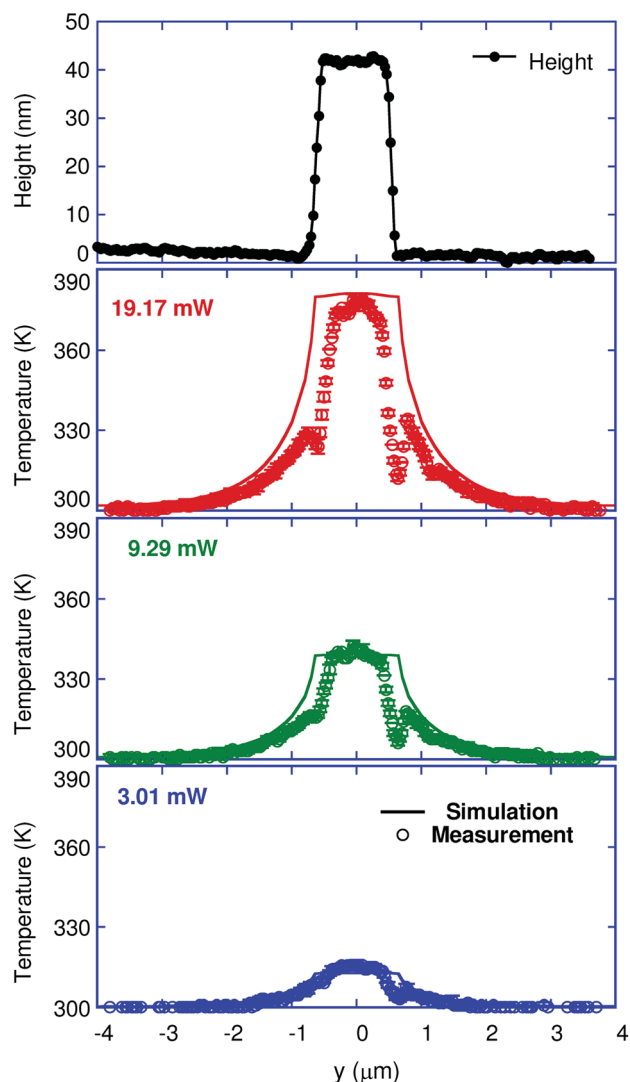 50
40
30
20
10
0
Height (nm)
Height
390
360
330
300
Temperature (K)
19.17 mW
390
360
330
300
Temperature (K)
9.29 mW
390
360
330
300
Temperature (K)
3.01 mW
Simulation
Measurement
-4 -3 -2 -1 0 1 2 3 4
y (μm)